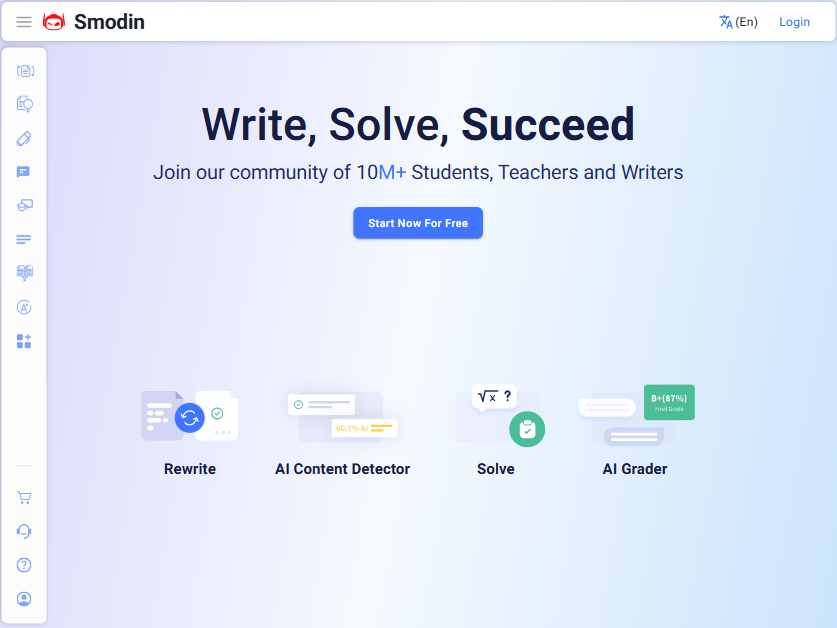 Smodin
(En)
Login
Write, Solve, Succeed
Join our community of 10M+ Students, Teachers and Writers
Start Now For Free
√x ?
B+(87%)
Final Grade
60,7% AI
Rewrite
AI Content Detector
Solve
AI Grader